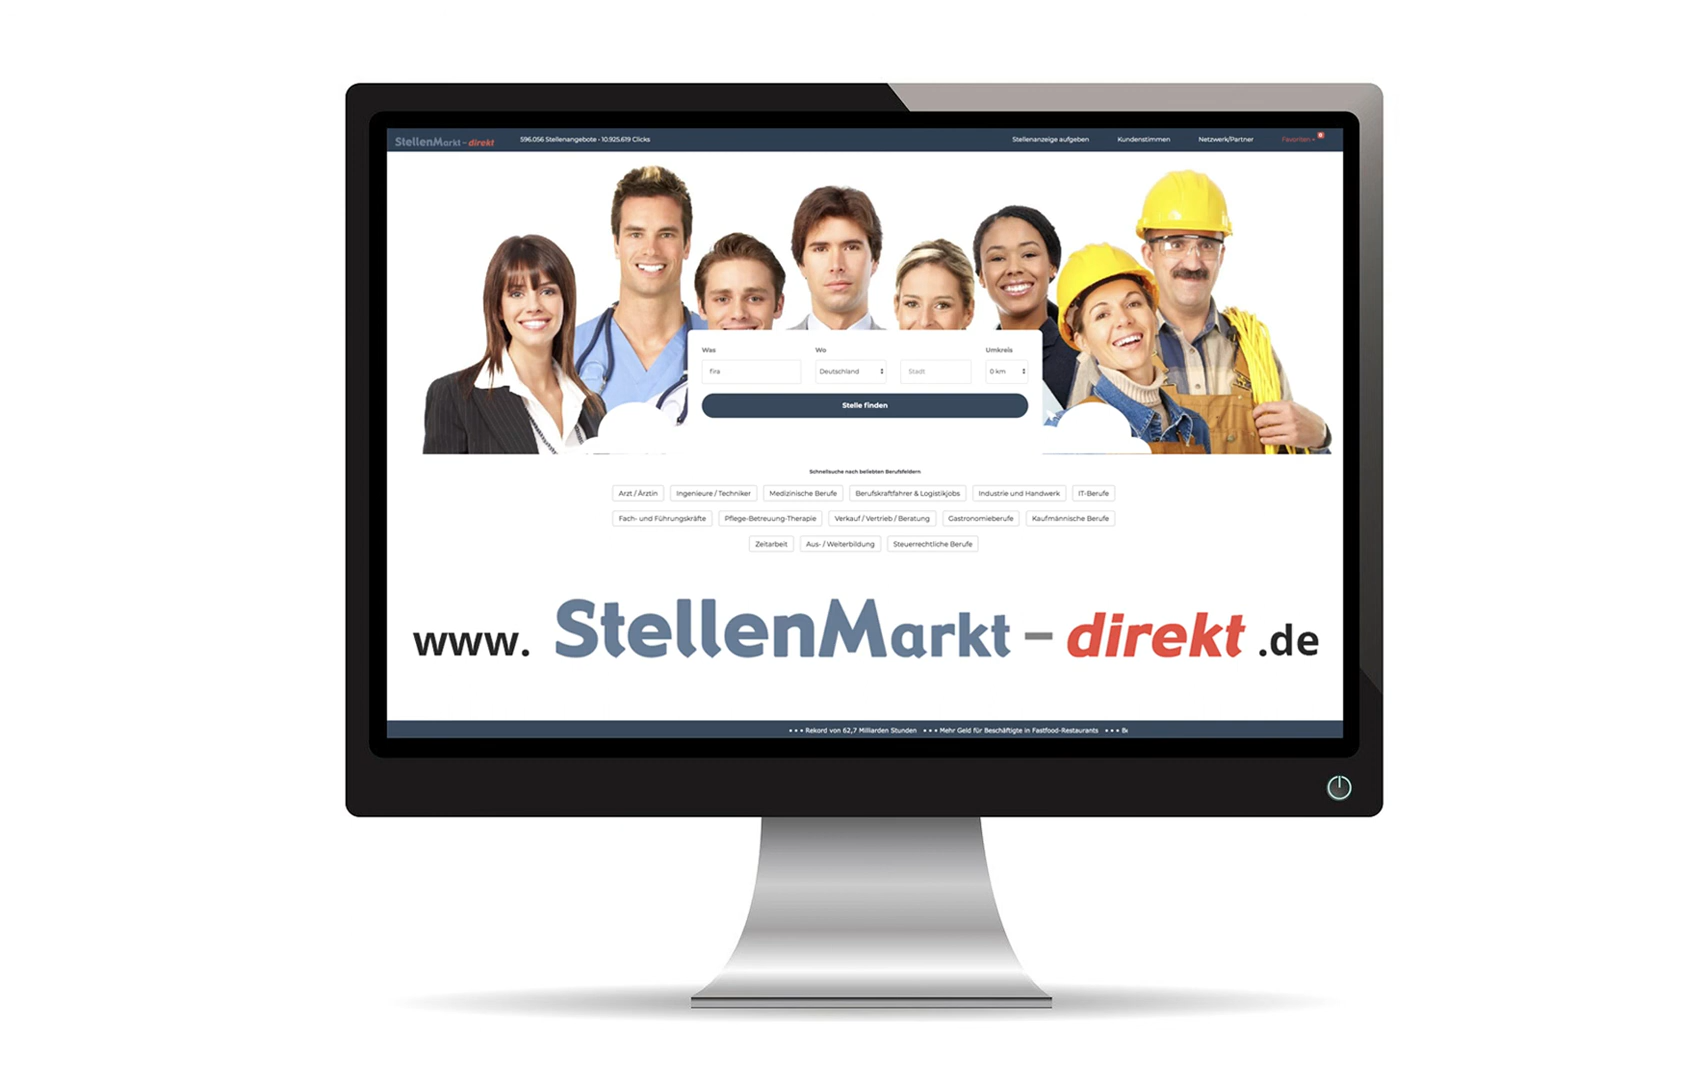 StellenMarkt-direkt 596.056 Stellenangebote • 10.925.619 Clicks Stellenanzeige aufgeben Kundenstimmen Netzwerk/Partner Favoriten
Was Wo Umkreis
fira Deutschland Stadt 0 km
Stelle finden
Schnellsuche nach beliebten Berufsfeldern
Arzt / Ärztin Ingenieure / Techniker Medizinische Berufe Berufskraftfahrer & Logistikjobs Industrie und Handwerk IT-Berufe
Fach- und Führungskräfte Pflege-Betreuung-Therapie Verkauf / Vertrieb / Beratung Gastronomieberufe Kaufmännische Berufe
Zeitarbeit Aus- / Weiterbildung Steuerrechtliche Berufe
www. StellenMarkt-direkt .de
• • • Rekord von 62,7 Milliarden Stunden • • • Mehr Geld für Beschäftigte in Fastfood-Restaurants • • •